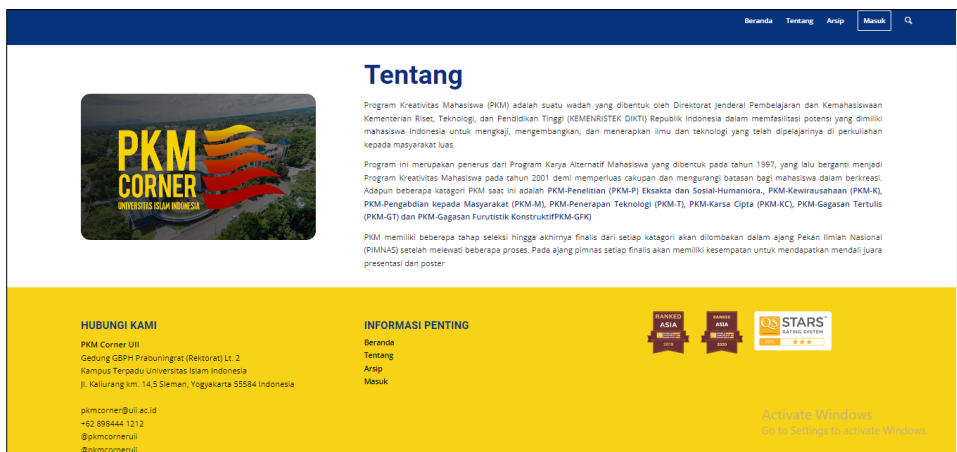 Beranda Tentang Arsip Masuk
Tentang
Program Kreativitas Mahasiswa (PKM) adalah suatu wadah yang dibentuk oleh Direktorat Jenderal Pembelajaran dan Kemahasiswaan
Kementerian Riset, Teknologi, dan Pendidikan Tinggi (KEMENRISTEK DIKTI) Republik Indonesia dalam memfasilitasi potensi yang dimiliki
mahasiswa Indonesia untuk mengkaji, mengembangkan, dan menerapkan ilmu dan teknologi yang telah dipelajarinya di perkuliahan
kepada masyarakat luas.
Program ini merupakan penerus dari Program Karya Alternatif Mahasiswa yang dibentuk pada tahun 1997, yang lalu berganti menjadi
Program Kreativitas Mahasiswa pada tahun 2001 demi memperluas cakupan dan mengurangi batasan bagi mahasiswa dalam berkreasi.
Adapun beberapa katagori PKM saat ini adalah PKM-Penelitian (PKM-P) Eksakta dan Sosial-Humaniora., PKM-Kewirausahaan (PKM-K),
PKM-Pengabdian kepada Masyarakat (PKM-M), PKM-Penerapan Teknologi (PKM-T), PKM-Karsa Cipta (PKM-KC), PKM-Gagasan Tertulis
(PKM-GT) dan PKM-Gagasan Furutistik KonstruktifPKM-GFK)
PKM memiliki beberapa tahap seleksi hingga akhirnya finalis dari setiap katagori akan dilombakan dalam ajang Pekan Ilmiah Nasional
(PIMNAS) setelah melewati beberapa proses. Pada ajang pimnas setiap finalis akan memiliki kesempatan untuk mendapatkan mendali juara
presentasi dan poster
PKM
CORNER
UNIVERSITAS ISLAM INDONESIA
HUBUNGI KAMI
PKM Corner UII
Gedung GBPH Prabuningrat (Rektorat) Lt. 2
Kampus Terpadu Universitas Islam Indonesia
Jl. Kaliurang km. 14,5 Sleman, Yogyakarta 55584 Indonesia
pkmcorner@uii.ac.id
+62 898444 1212
@pkmcorneruii
@pkmcorneruii
INFORMASI PENTING
Beranda
Tentang
Arsip
Masuk
RANKED
ASIA
2019
RANKED
ASIA
2020
QS STARS
RATING SYSTEM
Activate Windows
Go to Settings to activate Windows.